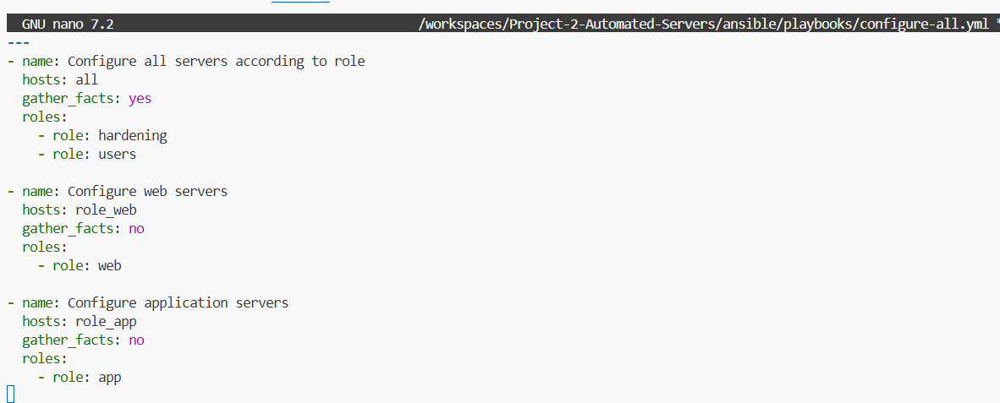 GNU nano 7.2 /workspaces/Project-2-Automated-Servers/ansible/playbooks/configure-all.yml *
---
- name: Configure all servers according to role
  hosts: all
  gather_facts: yes
  roles:
    - role: hardening
    - role: users

- name: Configure web servers
  hosts: role_web
  gather_facts: no
  roles:
    - role: web

- name: Configure application servers
  hosts: role_app
  gather_facts: no
  roles:
    - role: app